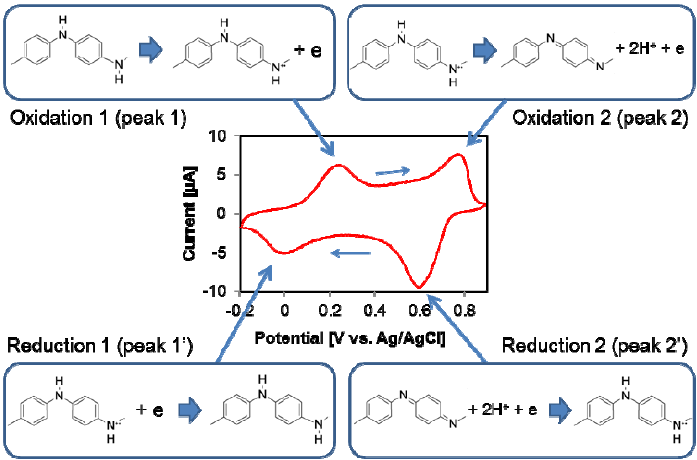 H
N
N
H
H
N
N··
H
+ e
H
N
N··
H
N
N
+ 2H⁺ + e
Oxidation 1 (peak 1)
Oxidation 2 (peak 2)
10
5
0
-5
-10
Current [µA]
-0.2 0 0.2 0.4 0.6 0.8
Potential [V vs. Ag/AgCl]
Reduction 1 (peak 1')
Reduction 2 (peak 2')
H
N
N··
H
+ e
H
N
N
H
N
N
+ 2H⁺ + e
H
N
N··
H